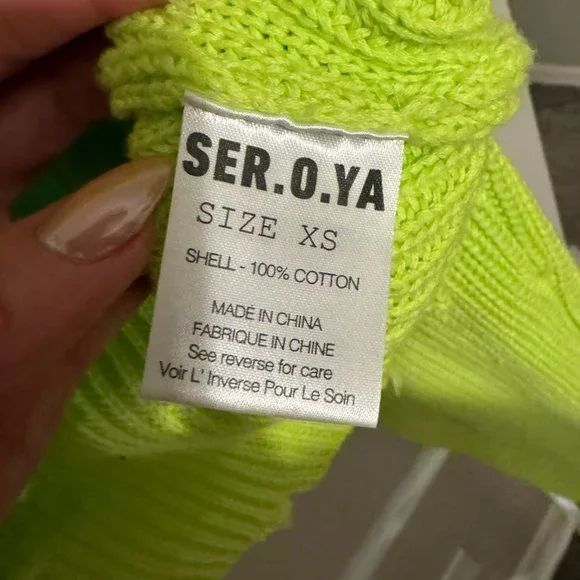 SER.O.YA
SIZE XS
SHELL - 100% COTTON
MADE IN CHINA
FABRIQUE IN CHINE
See reverse for care
Voir L' Inverse Pour Le Soin